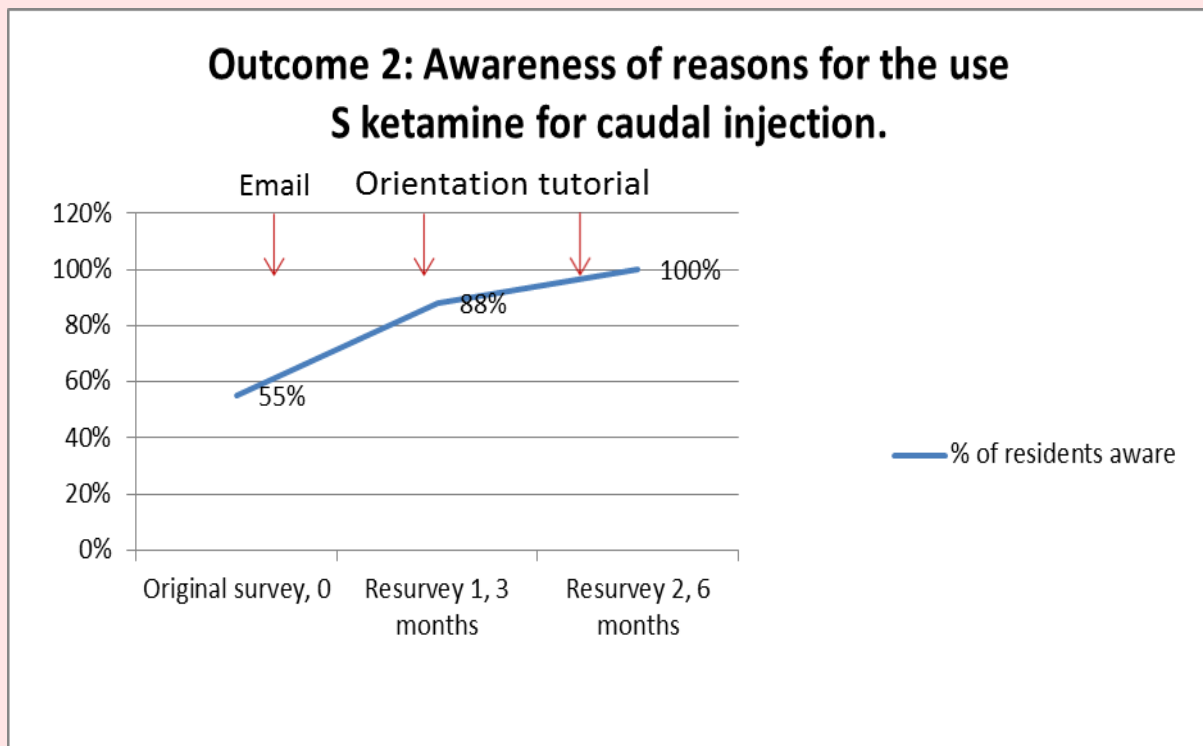 Outcome 2: Awareness of reasons for the use
S ketamine for caudal injection.
Email
Orientation tutorial
120%
100%
80%
60%
40%
20%
0%
55%
88%
100%
Original survey, 0
Resurvey 1, 3
months
Resurvey 2, 6
months
% of residents aware